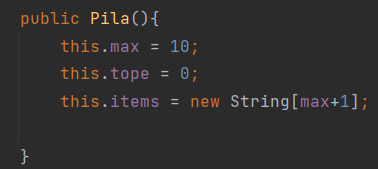 public Pila(){
this.max = 10;
this.tope = 0;
this.items = new String[max+1];
}